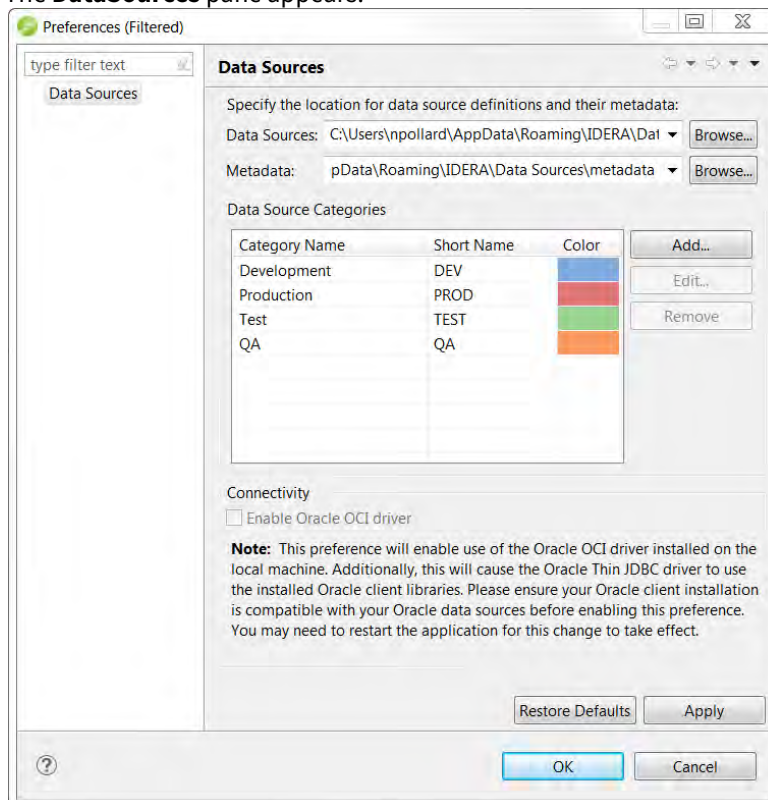 The DataSources pane appears.
Preferences (Filtered)
type filter text
Data Sources
Data Sources
Specify the location for data source definitions and their metadata:
Data Sources: C:\Users\npollard\AppData\Roaming\IDERA\Dat Browse...
Metadata: pData\Roaming\IDERA\Data Sources\metadata Browse...
Data Source Categories
Category Name Short Name Color Add...
Development DEV Edit...
Production PROD
Test TEST Remove
QA QA
Connectivity
Enable Oracle OCI driver
Note: This preference will enable use of the Oracle OCI driver installed on the
local machine. Additionally, this will cause the Oracle Thin JDBC driver to use
the installed Oracle client libraries. Please ensure your Oracle client installation
is compatible with your Oracle data sources before enabling this preference.
You may need to restart the application for this change to take effect.
Restore Defaults Apply
? OK Cancel